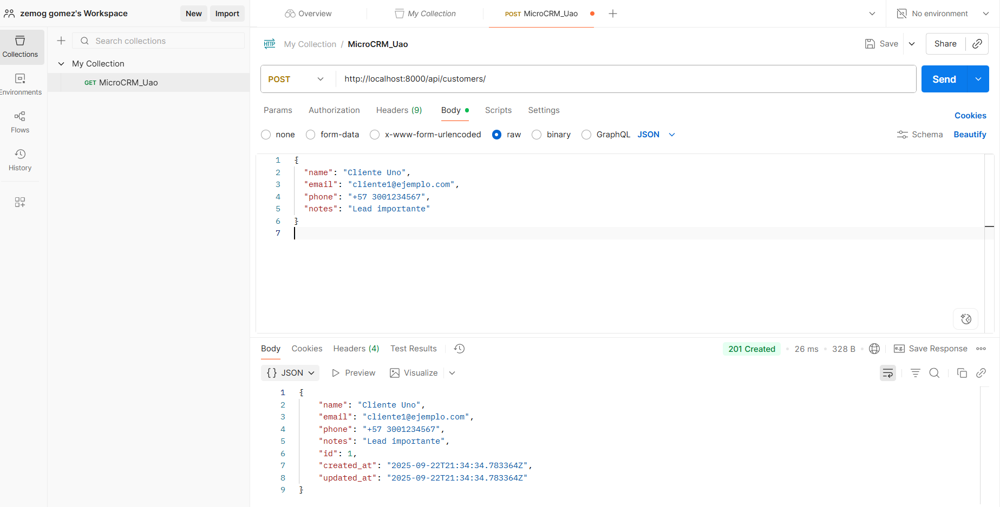 zemog gomez's Workspace
New
Import
Overview
My Collection
POST MicroCRM_Uao
No environment
Collections
Environments
Flows
History
Search collections
My Collection
GET MicroCRM_Uao
HTTP My Collection / MicroCRM_Uao
Save
Share
POST
http://localhost:8000/api/customers/
Send
Params
Authorization
Headers (9)
Body
Scripts
Settings
Cookies
none
form-data
x-www-form-urlencoded
raw
binary
GraphQL
JSON
Schema
Beautify
1 {
2 "name": "Cliente Uno",
3 "email": "cliente1@ejemplo.com",
4 "phone": "+57 3001234567",
5 "notes": "Lead importante"
6 }
7
Body
Cookies
Headers (4)
Test Results
201 Created
26 ms
328 B
e.g. Save Response
{} JSON
Preview
Visualize
1 {
2 "name": "Cliente Uno",
3 "email": "cliente1@ejemplo.com",
4 "phone": "+57 3001234567",
5 "notes": "Lead importante",
6 "id": 1,
7 "created_at": "2025-09-22T21:34:34.783364Z",
8 "updated_at": "2025-09-22T21:34:34.783364Z"
9 }